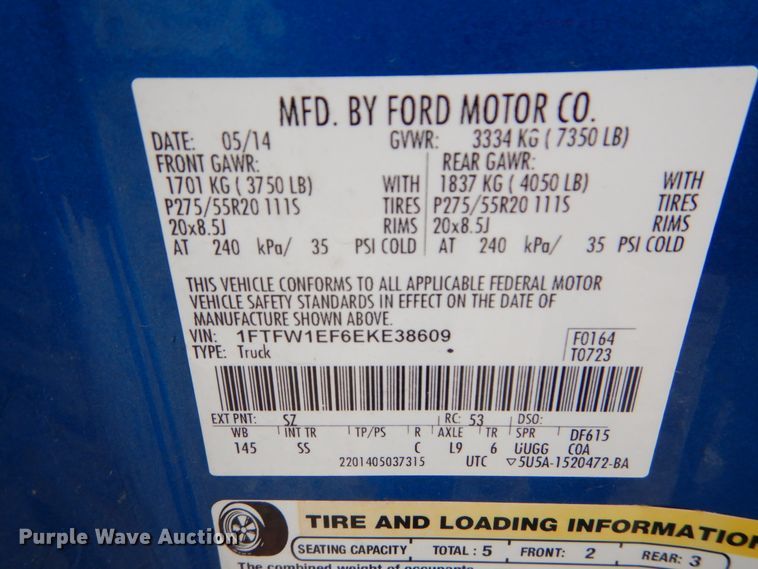 MFD. BY FORD MOTOR CO.
DATE: 05/14 GVWR: 3334 KG ( 7350 LB)
FRONT GAWR: REAR GAWR:
1701 KG ( 3750 LB) WITH 1837 KG ( 4050 LB) WITH
P275/55R20 111S TIRES P275/55R20 111S TIRES
20x8.5J RIMS 20x8.5J RIMS
AT 240 kPa/ 35 PSI COLD AT 240 kPa/ 35 PSI COLD
THIS VEHICLE CONFORMS TO ALL APPLICABLE FEDERAL MOTOR
VEHICLE SAFETY STANDARDS IN EFFECT ON THE DATE OF
MANUFACTURE SHOWN ABOVE.
VIN: 1FTFW1EF6EKE38609 F0164
TYPE: Truck T0723
EXT PNT: SZ RC: 53 DSO:
WB INT TR TP/PS R AXLE TR SPR DF615
145 SS C L9 6 UUGG COA
2201405037315 UTC ▽5U5A-1520472-BA
TIRE AND LOADING INFORMATION
SEATING CAPACITY TOTAL : 5 FRONT: 2 REAR: 3
The combined weight of occupants
Purple Wave Auction